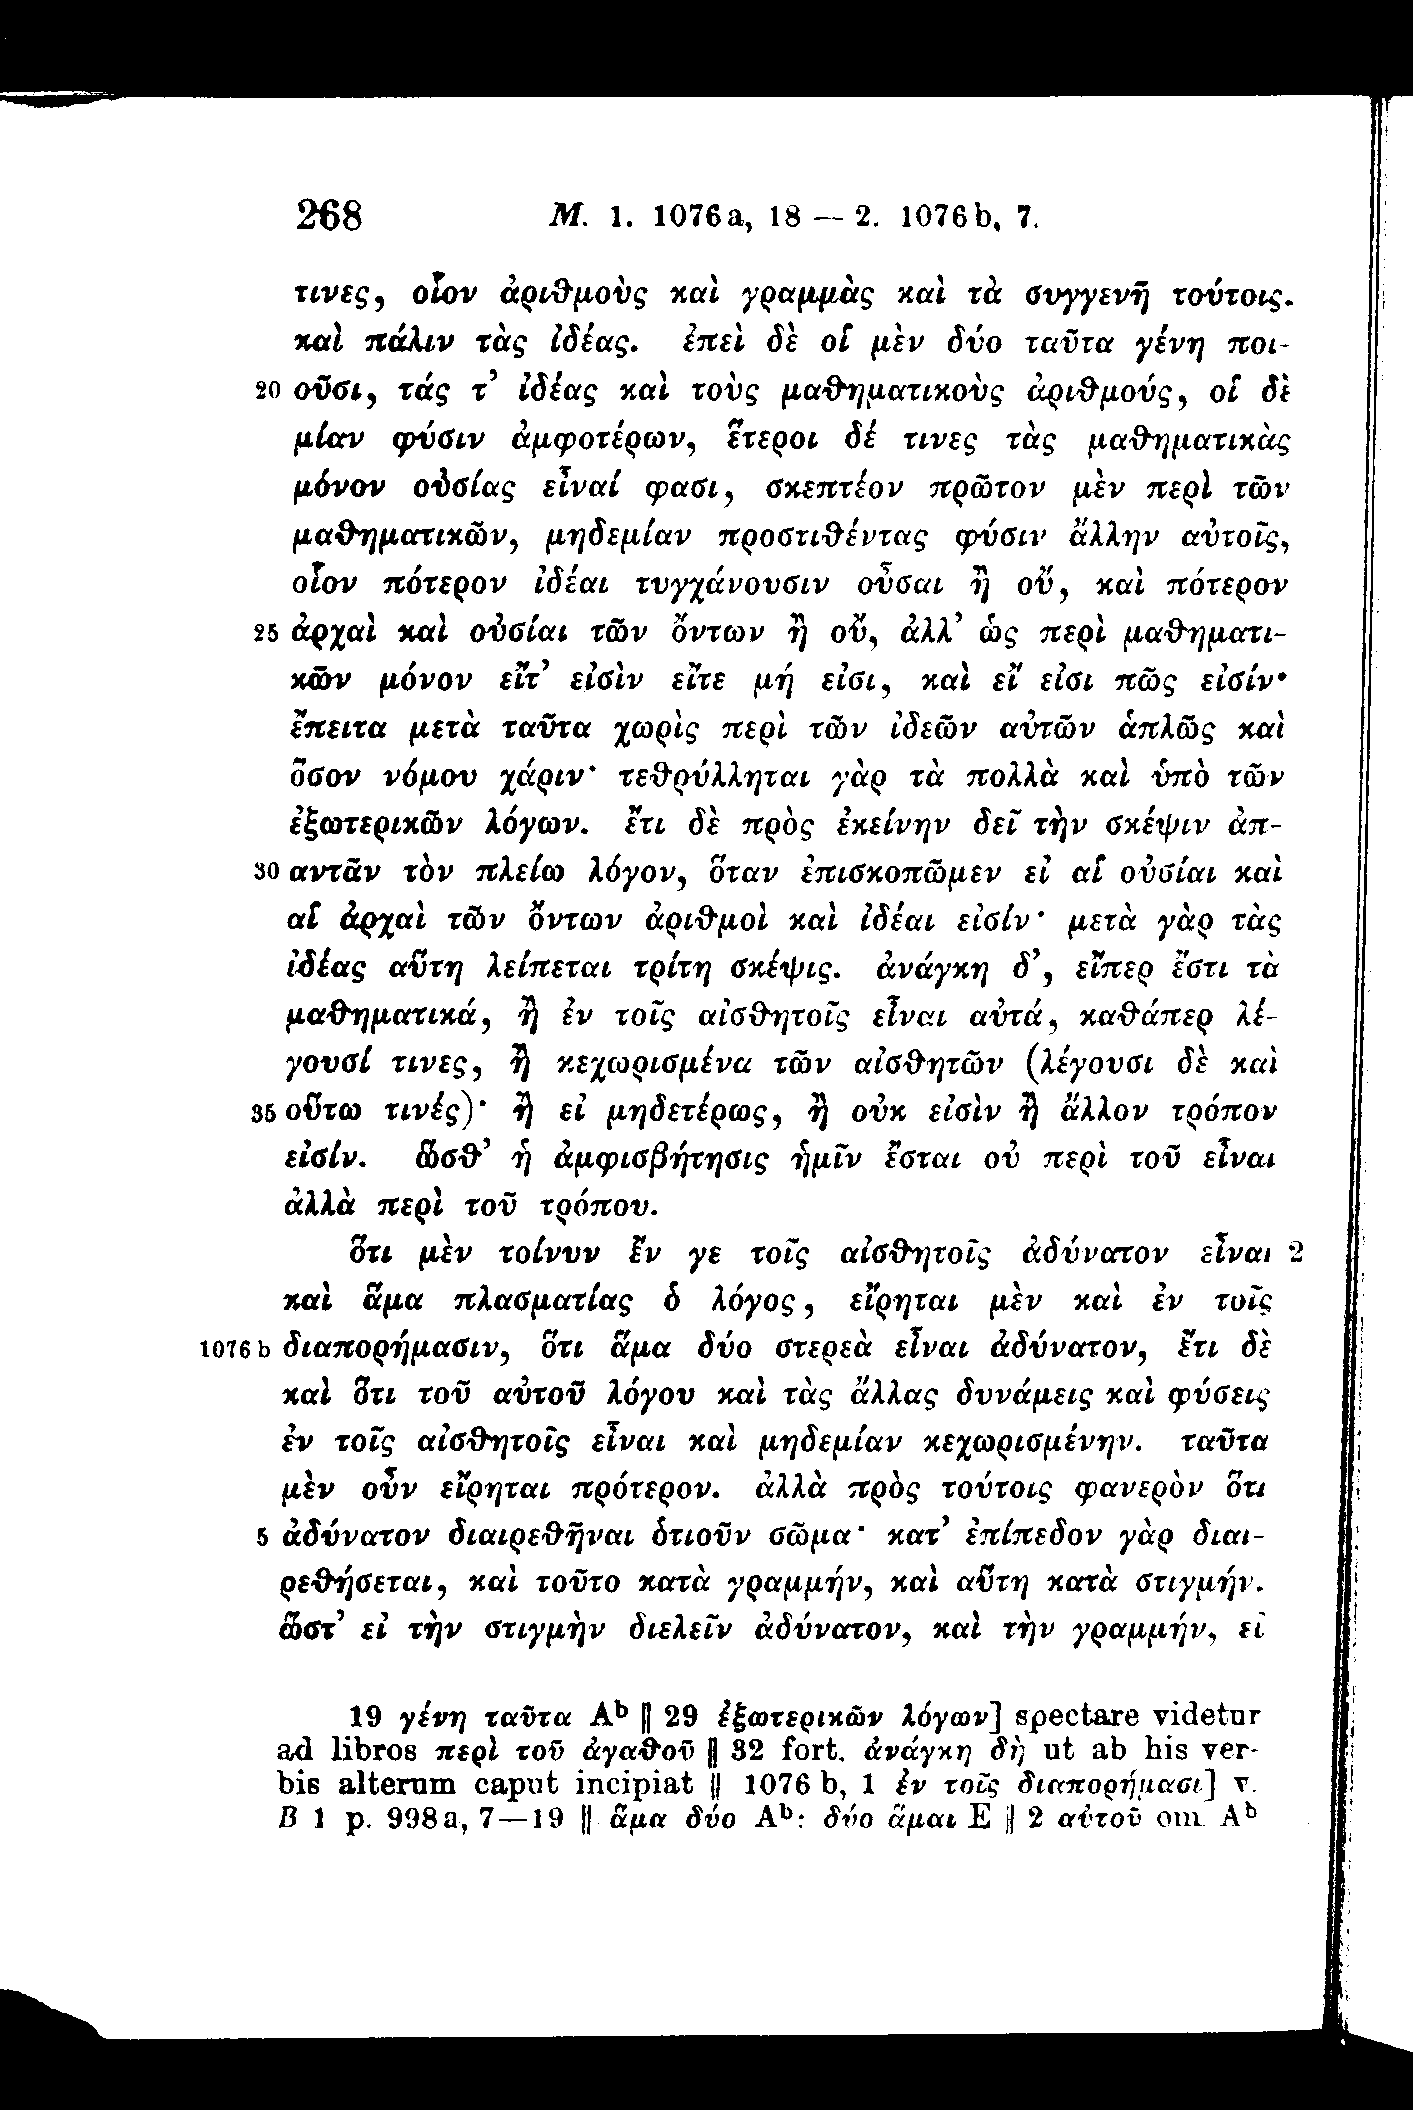 268 M. 1. 1076a, 18 — 2. 1076b, 7.
τινες, οἷον ἀριθμοὺς καὶ γραμμὰς καὶ τὰ συγγενῆ τούτοις.
καὶ πάλιν τὰς ἰδέας. ἐπεὶ δὲ οἱ μὲν δύο ταῦτα γένη ποι-
20 οῦσι, τάς τ’ ἰδέας καὶ τοὺς μαθηματικοὺς ἀριθμούς, οἱ δὲ
μίαν φύσιν ἀμφοτέρων, ἕτεροι δέ τινες τὰς μαθηματικὰς
μόνον οὐσίας εἶναί φασι, σκεπτέον πρῶτον μὲν περὶ τῶν
μαθηματικῶν, μηδεμίαν προστιθέντας φύσιν ἄλλην αὐτοῖς,
οἷον πότερον ἰδέαι τυγχάνουσιν οὖσαι ἢ οὔ, καὶ πότερον
25 ἀρχαὶ καὶ οὐσίαι τῶν ὄντων ἢ οὔ, ἀλλ’ ὡς περὶ μαθηματι-
κῶν μόνον εἴτ’ εἰσὶν εἴτε μή εἰσι, καὶ εἴ εἰσι πῶς εἰσίν·
ἔπειτα μετὰ ταῦτα χωρὶς περὶ τῶν ἰδεῶν αὐτῶν ἁπλῶς καὶ
ὅσον νόμου χάριν· τεθρύλληται γὰρ τὰ πολλὰ καὶ ὑπὸ τῶν
ἐξωτερικῶν λόγων. ἔτι δὲ πρὸς ἐκείνην δεῖ τὴν σκέψιν ἀπ-
30 αντᾶν τὸν πλείω λόγον, ὅταν ἐπισκοπῶμεν εἰ αἱ οὐσίαι καὶ
αἱ ἀρχαὶ τῶν ὄντων ἀριθμοὶ καὶ ἰδέαι εἰσίν· μετὰ γὰρ τὰς
ἰδέας αὕτη λείπεται τρίτη σκέψις. ἀνάγκη δ’, εἴπερ ἔστι τὰ
μαθηματικά, ἢ ἐν τοῖς αἰσθητοῖς εἶναι αὐτά, καθάπερ λέ-
γουσί τινες, ἢ κεχωρισμένα τῶν αἰσθητῶν (λέγουσι δὲ καὶ
35 οὕτω τινές)· ἢ εἰ μηδετέρως, ἢ οὐκ εἰσὶν ἢ ἄλλον τρόπον
εἰσίν. ὥσθ’ ἡ ἀμφισβήτησις ἡμῖν ἔσται οὐ περὶ τοῦ εἶναι
ἀλλὰ περὶ τοῦ τρόπου.
ὅτι μὲν τοίνυν ἔν γε τοῖς αἰσθητοῖς ἀδύνατον εἶναι 2
καὶ ἅμα πλασματίας ὁ λόγος, εἴρηται μὲν καὶ ἐν τοῖς
1076 b διαπορήμασιν, ὅτι ἅμα δύο στερεὰ εἶναι ἀδύνατον, ἔτι δὲ
καὶ ὅτι τοῦ αὐτοῦ λόγου καὶ τὰς ἄλλας δυνάμεις καὶ φύσεις
ἐν τοῖς αἰσθητοῖς εἶναι καὶ μηδεμίαν κεχωρισμένην. ταῦτα
μὲν οὖν εἴρηται πρότερον. ἀλλὰ πρὸς τούτοις φανερὸν ὅτι
5 ἀδύνατον διαιρεθῆναι ὁτιοῦν σῶμα· κατ’ ἐπίπεδον γὰρ διαι-
ρεθήσεται, καὶ τοῦτο κατὰ γραμμήν, καὶ αὕτη κατὰ στιγμήν.
ὥστ’ εἰ τὴν στιγμὴν διελεῖν ἀδύνατον, καὶ τὴν γραμμήν, εἰ
19 γένη ταῦτα Aᵇ ‖ 29 ἐξωτερικῶν λόγων] spectare videtur
ad libros περὶ τοῦ ἀγαθοῦ ‖ 32 fort. ἀνάγκη δὴ ut ab his ver-
bis alterum caput incipiat ‖ 1076 b, 1 ἐν τοῖς διαπορήμασι] v.
B 1 p. 998a, 7—19 ‖ ἅμα δύο Aᵇ: δύο ἅμαι E ‖ 2 αὐτοῦ om. Aᵇ